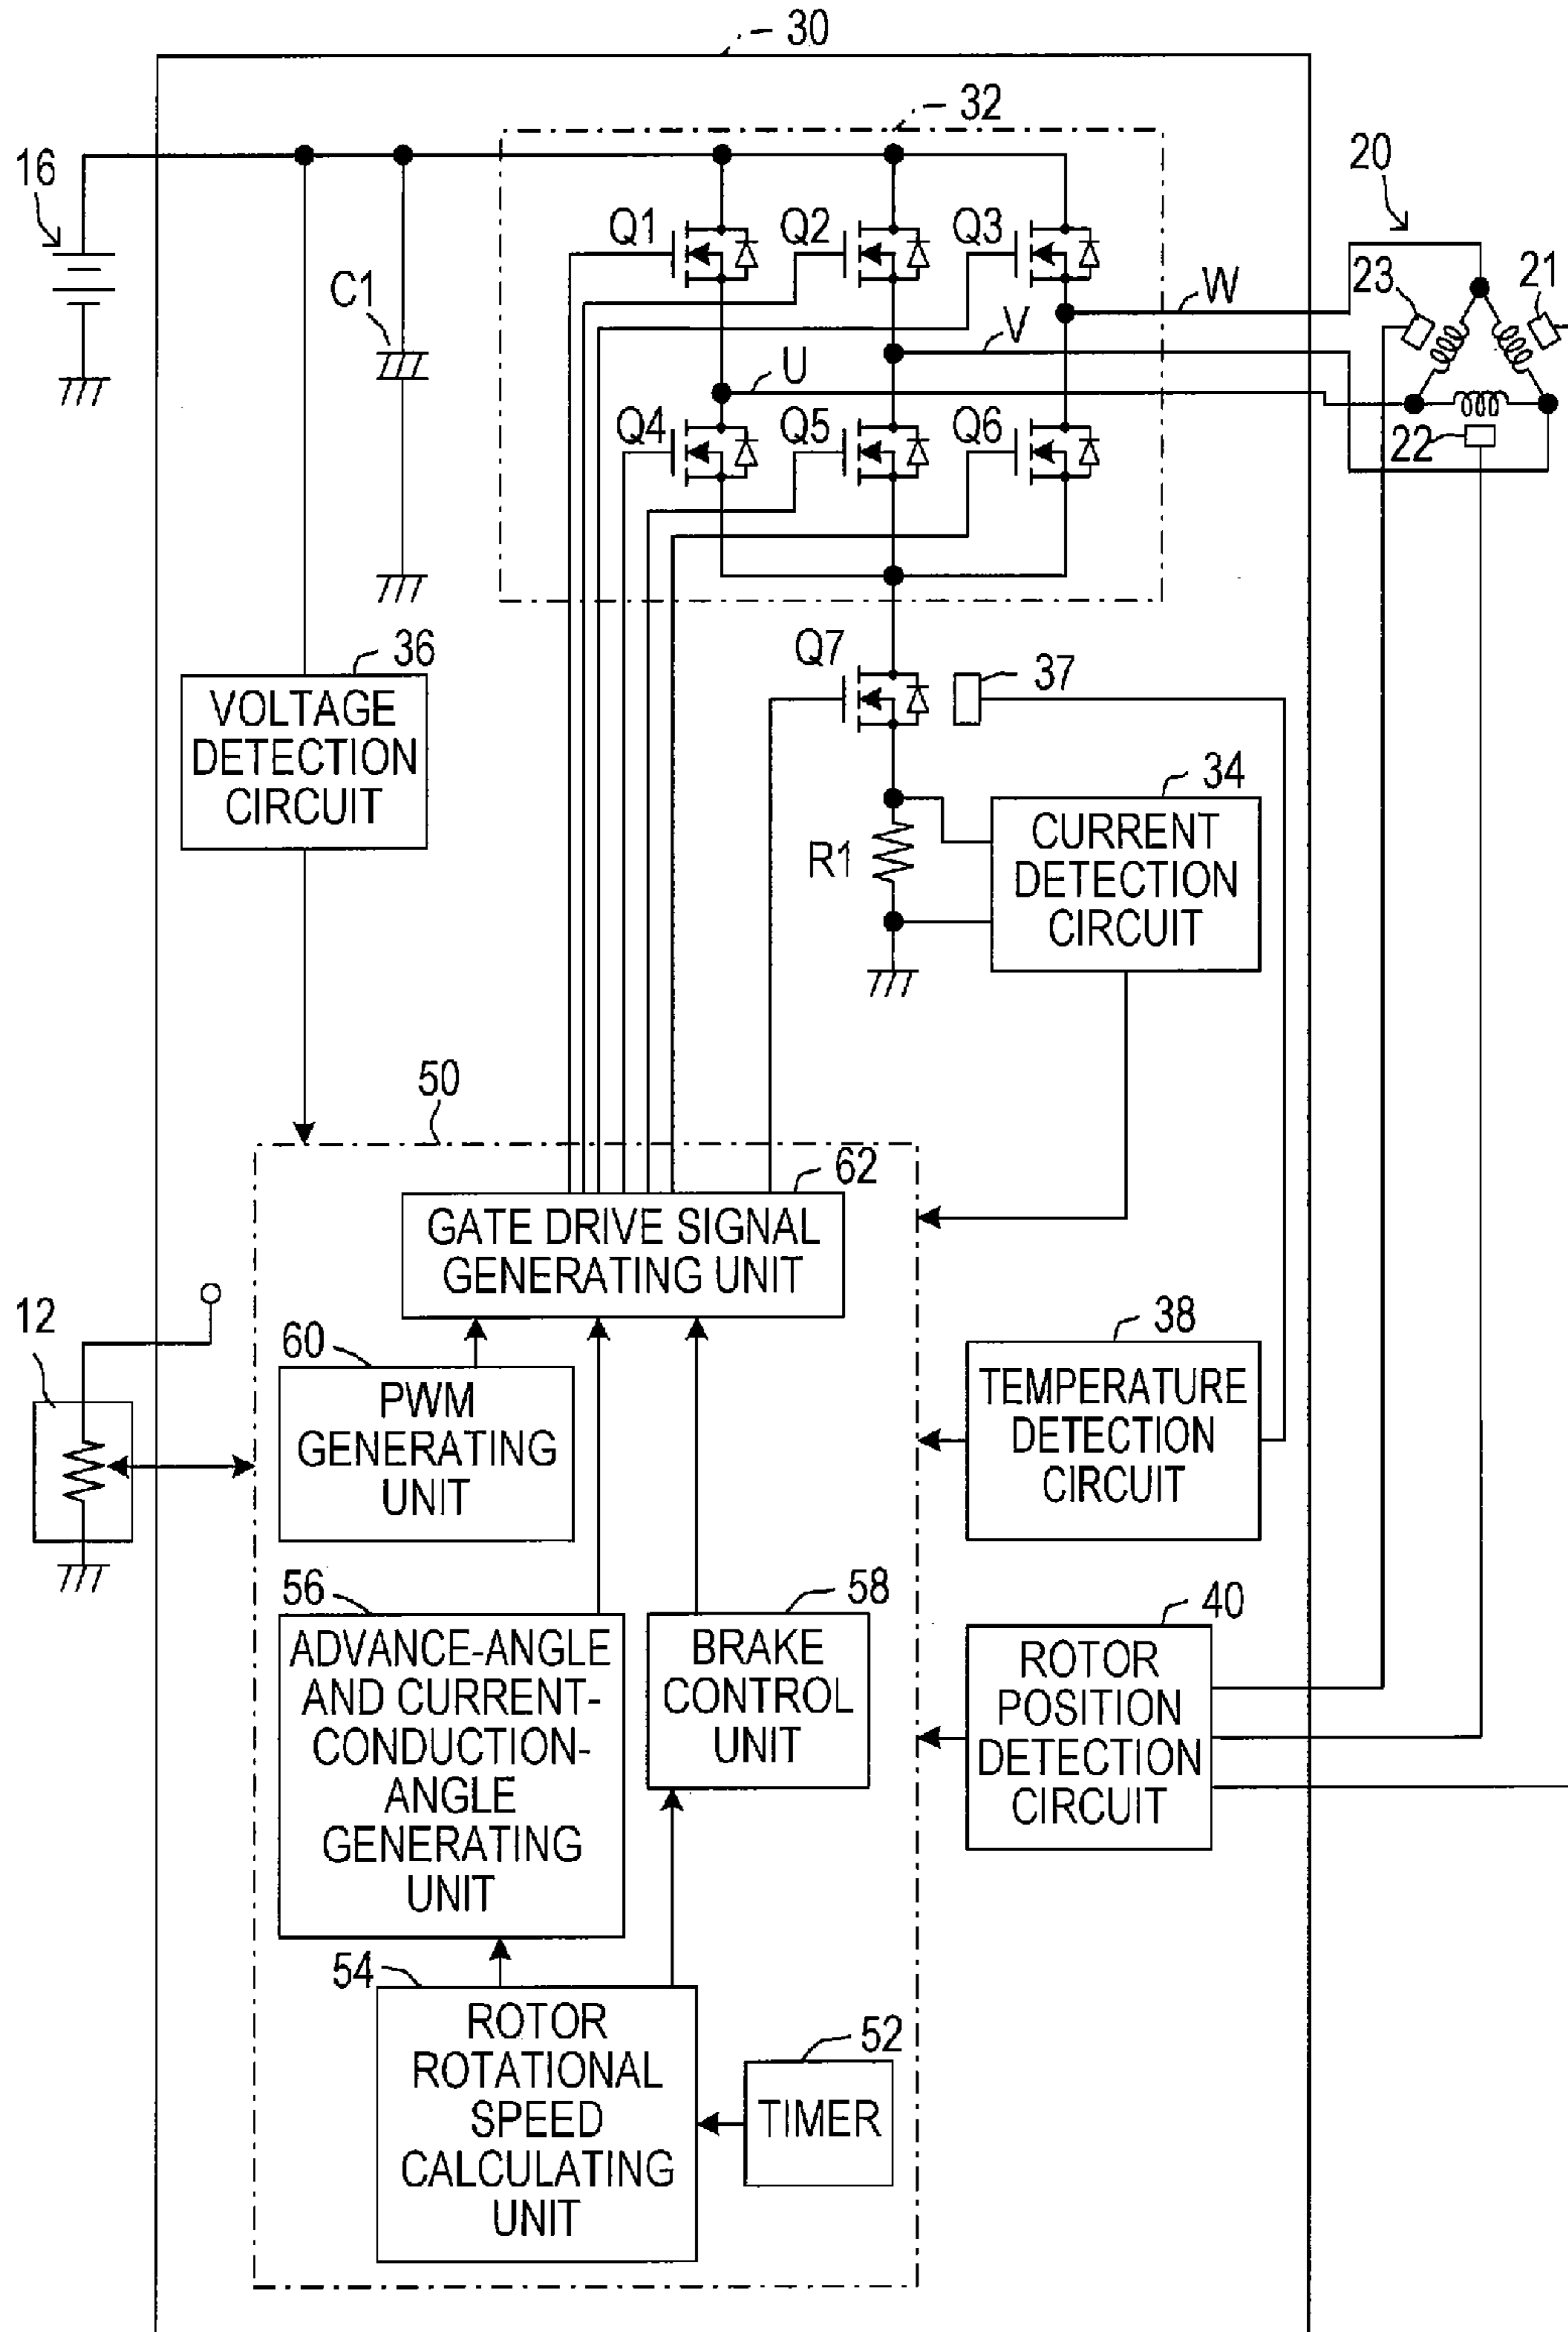 30
32
16
20
Q1
Q2
Q3
23
21
C1
W
V
U
Q4
Q5
Q6
22
36
Q7
37
VOLTAGE
DETECTION
CIRCUIT
34
R1
CURRENT
DETECTION
CIRCUIT
50
62
GATE DRIVE SIGNAL
GENERATING UNIT
12
60
38
PWM
GENERATING
UNIT
TEMPERATURE
DETECTION
CIRCUIT
56
58
40
ADVANCE-ANGLE
AND CURRENT-
CONDUCTION-
ANGLE
GENERATING
UNIT
BRAKE
CONTROL
UNIT
ROTOR
POSITION
DETECTION
CIRCUIT
54
52
ROTOR
ROTATIONAL
SPEED
CALCULATING
UNIT
TIMER